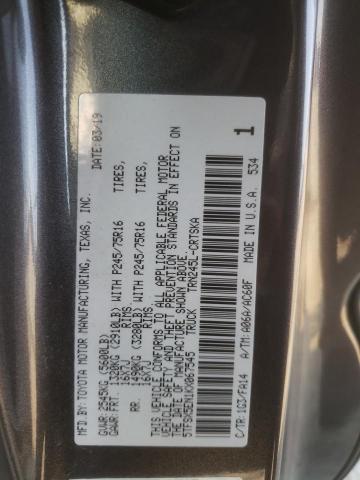 MFD. BY: TOYOTA MOTOR MANUFACTURING, TEXAS, INC. DATE: 03/19
GVWR: 2545KG (5600LB)
GAWR: FRT. 1320KG (2910LB) WITH P245/75R16 TIRES,
16X7J RIMS
RR. 1490KG (3280LB) WITH P245/75R16 TIRES,
16X7J RIMS
THIS VEHICLE CONFORMS TO ALL APPLICABLE FEDERAL MOTOR
VEHICLE SAFETY AND THEFT PREVENTION STANDARDS IN EFFECT ON
THE DATE OF MANUFACTURE SHOWN ABOVE.
5TFSX5EN1KX067545 TRUCK TRN245L-CRTSKA
C/TR:1G3/FA14 A/TM:A06A/AC60F MADE IN U.S.A. 534
1